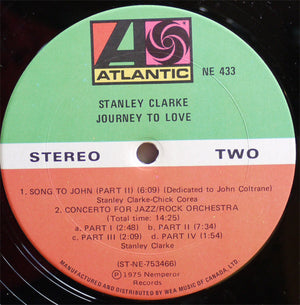 ATLANTIC
NE 433
STANLEY CLARKE
JOURNEY TO LOVE
STEREO TWO
1. SONG TO JOHN (PART II) (6:09) (Dedicated to John Coltrane)
Stanley Clarke-Chick Corea
2. CONCERTO FOR JAZZ/ROCK ORCHESTRA
(Total time: 14:25)
a. PART I (2:48) b. PART II (7:34)
c. PART III (2:09) d. PART IV (1:54)
Stanley Clarke
(ST-NE-753466)
Ⓟ 1975 Nemperor
Records
MANUFACTURED AND DISTRIBUTED BY WEA MUSIC OF CANADA, LTD.